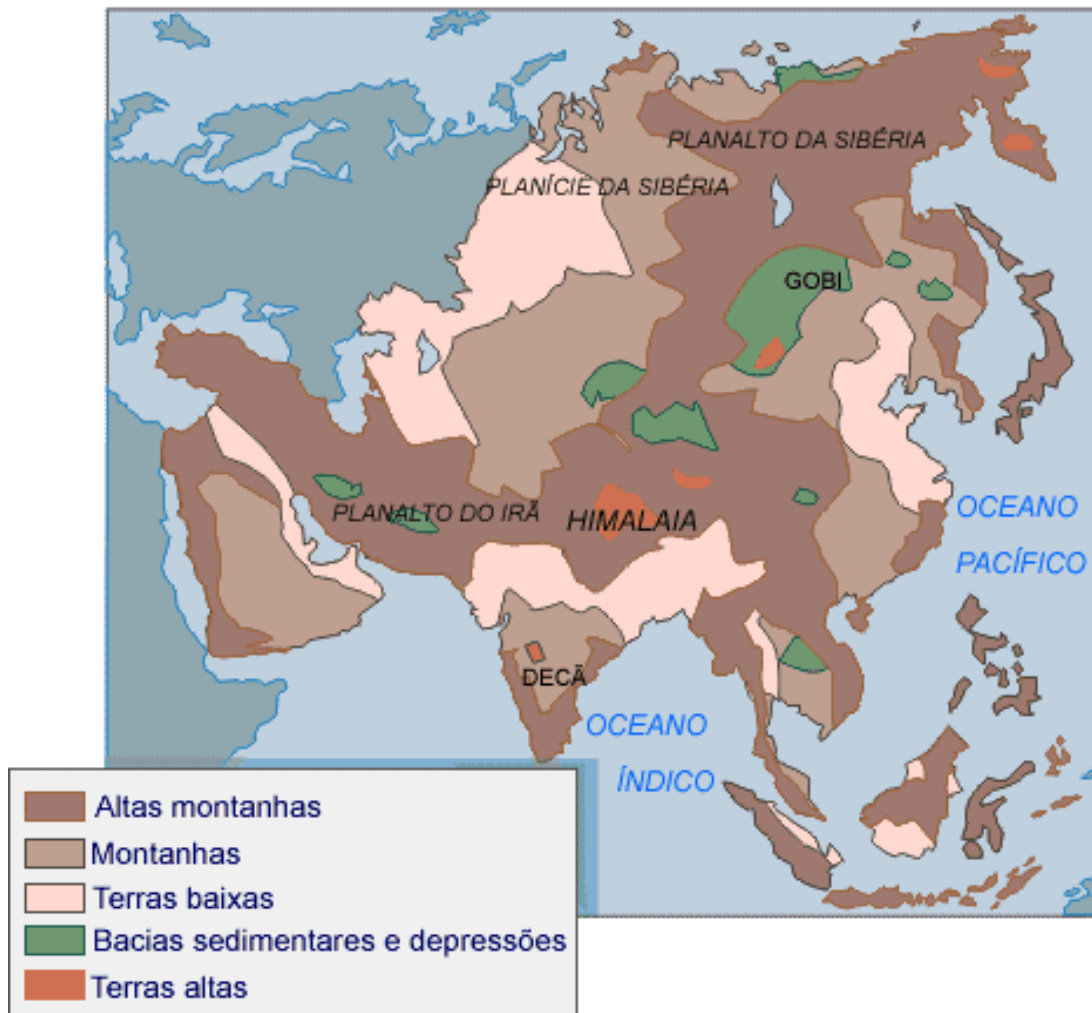 PLANALTO DA SIBÉRIA
PLANÍCIE DA SIBÉRIA
GOBI
PLANALTO DO IRÃ
HIMALAIA
OCEANO
PACÍFICO
DECÃ
OCEANO
ÍNDICO
Altas montanhas
Montanhas
Terras baixas
Bacias sedimentares e depressões
Terras altas